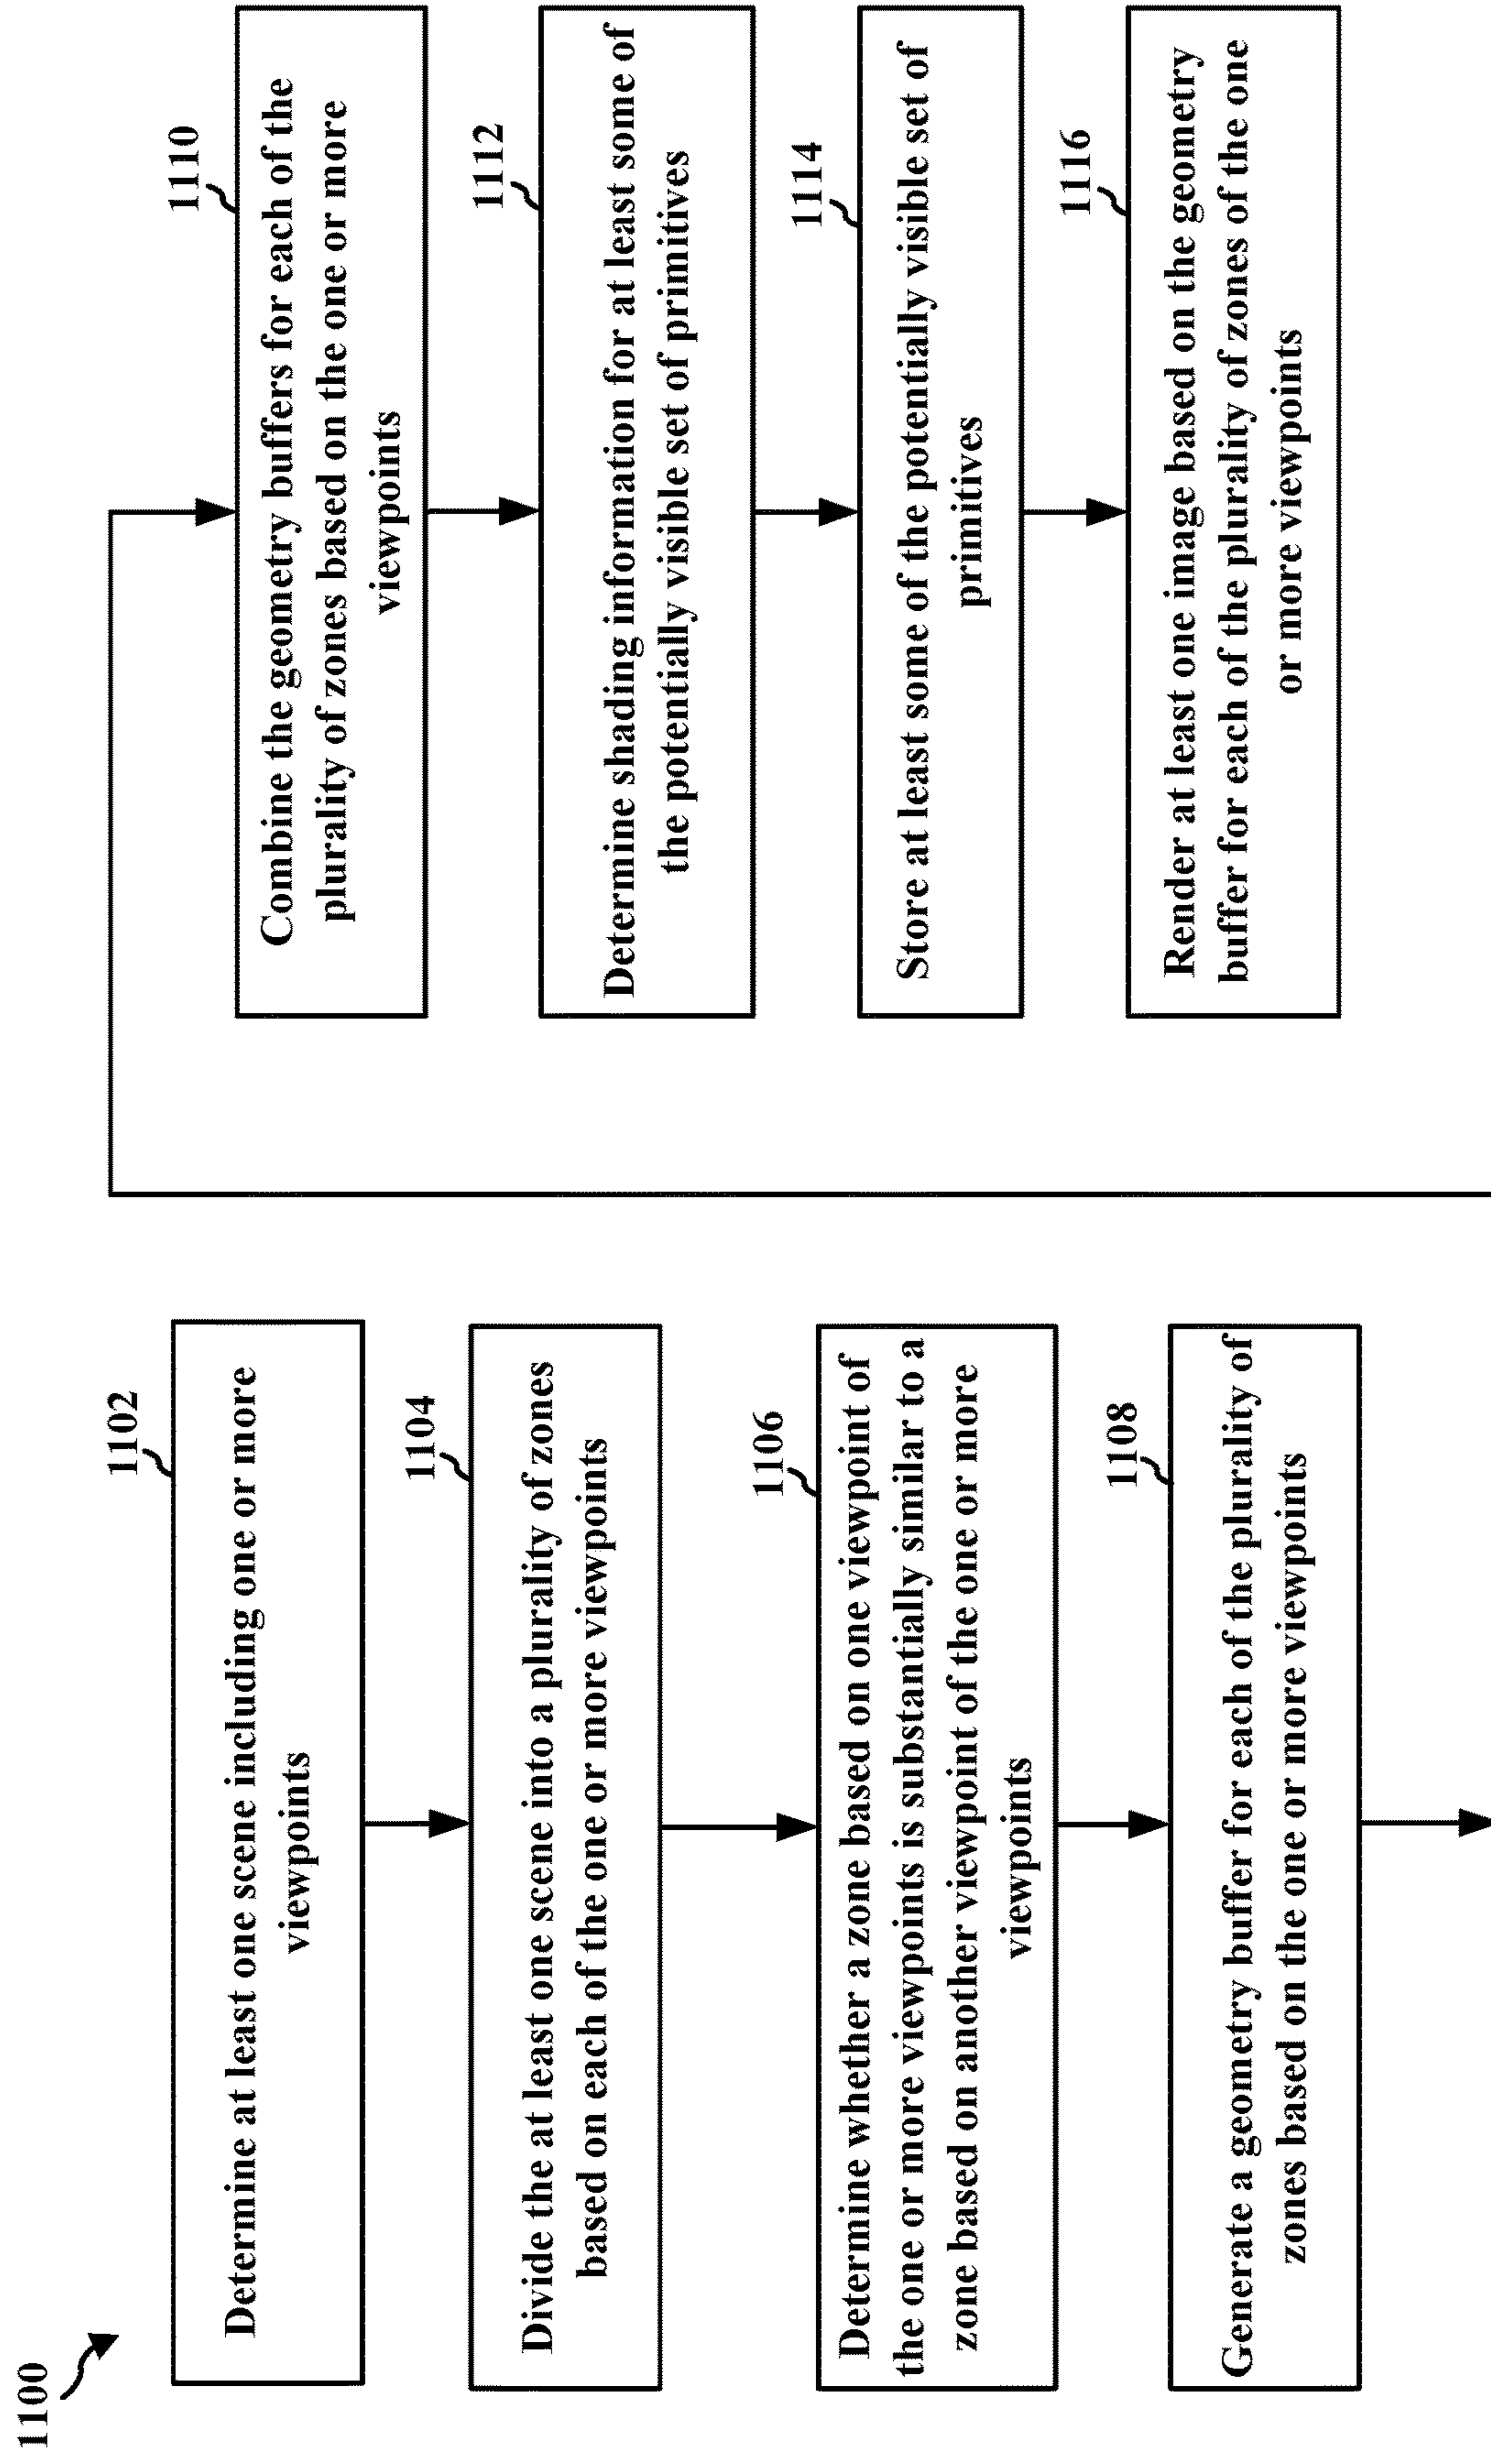 1100
1102
Determine at least one scene including one or more
viewpoints
1104
Divide the at least one scene into a plurality of zones
based on each of the one or more viewpoints
1106
Determine whether a zone based on one viewpoint of
the one or more viewpoints is substantially similar to a
zone based on another viewpoint of the one or more
viewpoints
1108
Generate a geometry buffer for each of the plurality of
zones based on the one or more viewpoints
1110
Combine the geometry buffers for each of the
plurality of zones based on the one or more
viewpoints
1112
Determine shading information for at least some of
the potentially visible set of primitives
1114
Store at least some of the potentially visible set of
primitives
1116
Render at least one image based on the geometry
buffer for each of the plurality of zones of the one
or more viewpoints